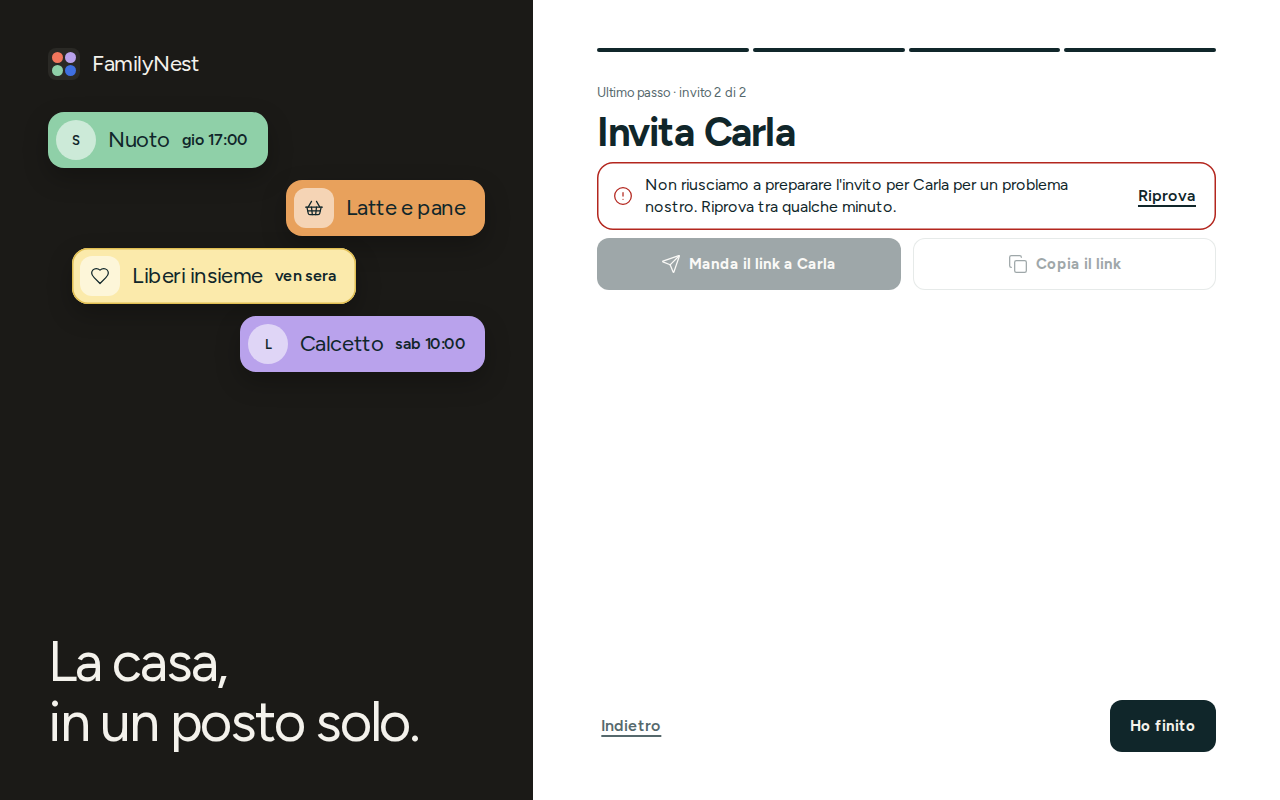 FamilyNest
S Nuoto gio 17:00
Latte e pane
Liberi insieme ven sera
L Calcetto sab 10:00
La casa,
in un posto solo.
Ultimo passo · invito 2 di 2
Invita Carla
Non riusciamo a preparare l'invito per Carla per un problema
nostro. Riprova tra qualche minuto.
Riprova
Manda il link a Carla
Copia il link
Indietro
Ho finito